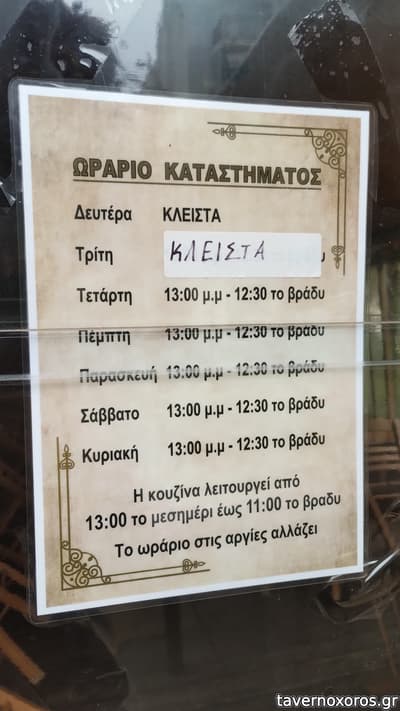 ΩΡΑΡΙΟ ΚΑΤΑΣΤΗΜΑΤΟΣ
Δευτέρα ΚΛΕΙΣΤΑ
Τρίτη ΚΛΕΙΣΤΑ
Τετάρτη 13:00 μ.μ - 12:30 το βράδυ
Πέμπτη 13:00 μ.μ - 12:30 το βράδυ
Παρασκευή 13:00 μ.μ - 12:30 το βράδυ
Σάββατο 13:00 μ.μ - 12:30 το βράδυ
Κυριακή 13:00 μ.μ - 12:30 το βράδυ
Η κουζίνα λειτουργεί από
13:00 το μεσημέρι έως 11:00 το βραδυ
Το ωράριο στις αργίες αλλάζει
tavernoxoros.gr